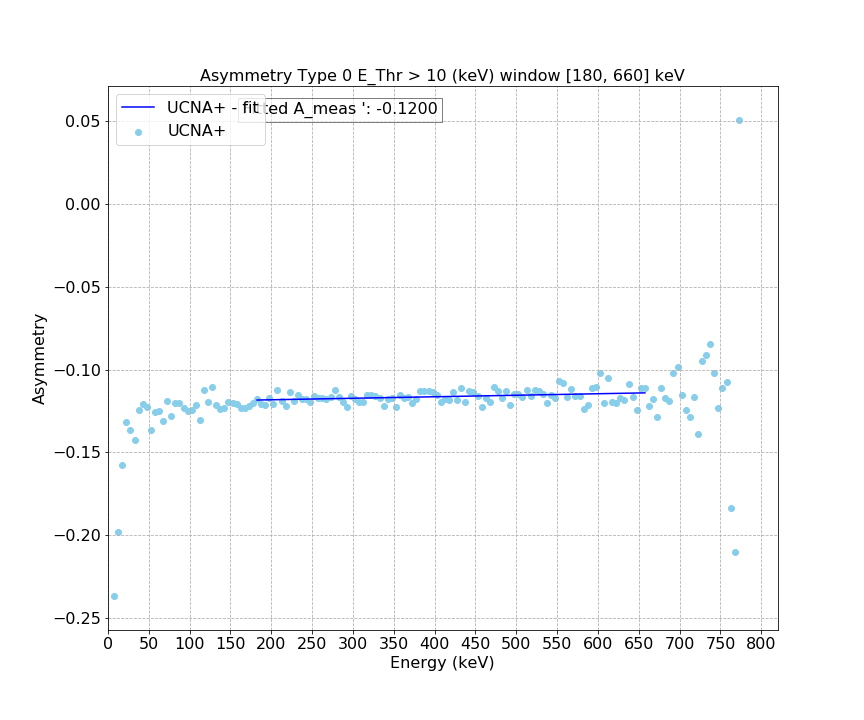 Asymmetry Type 0 E_Thr > 10 (keV) window [180, 660] keV
UCNA+ - fit
tted A_meas ': -0.1200
UCNA+
0.05
0.00
−0.05
−0.10
−0.15
−0.20
−0.25
Asymmetry
0 50 100 150 200 250 300 350 400 450 500 550 600 650 700 750 800
Energy (keV)